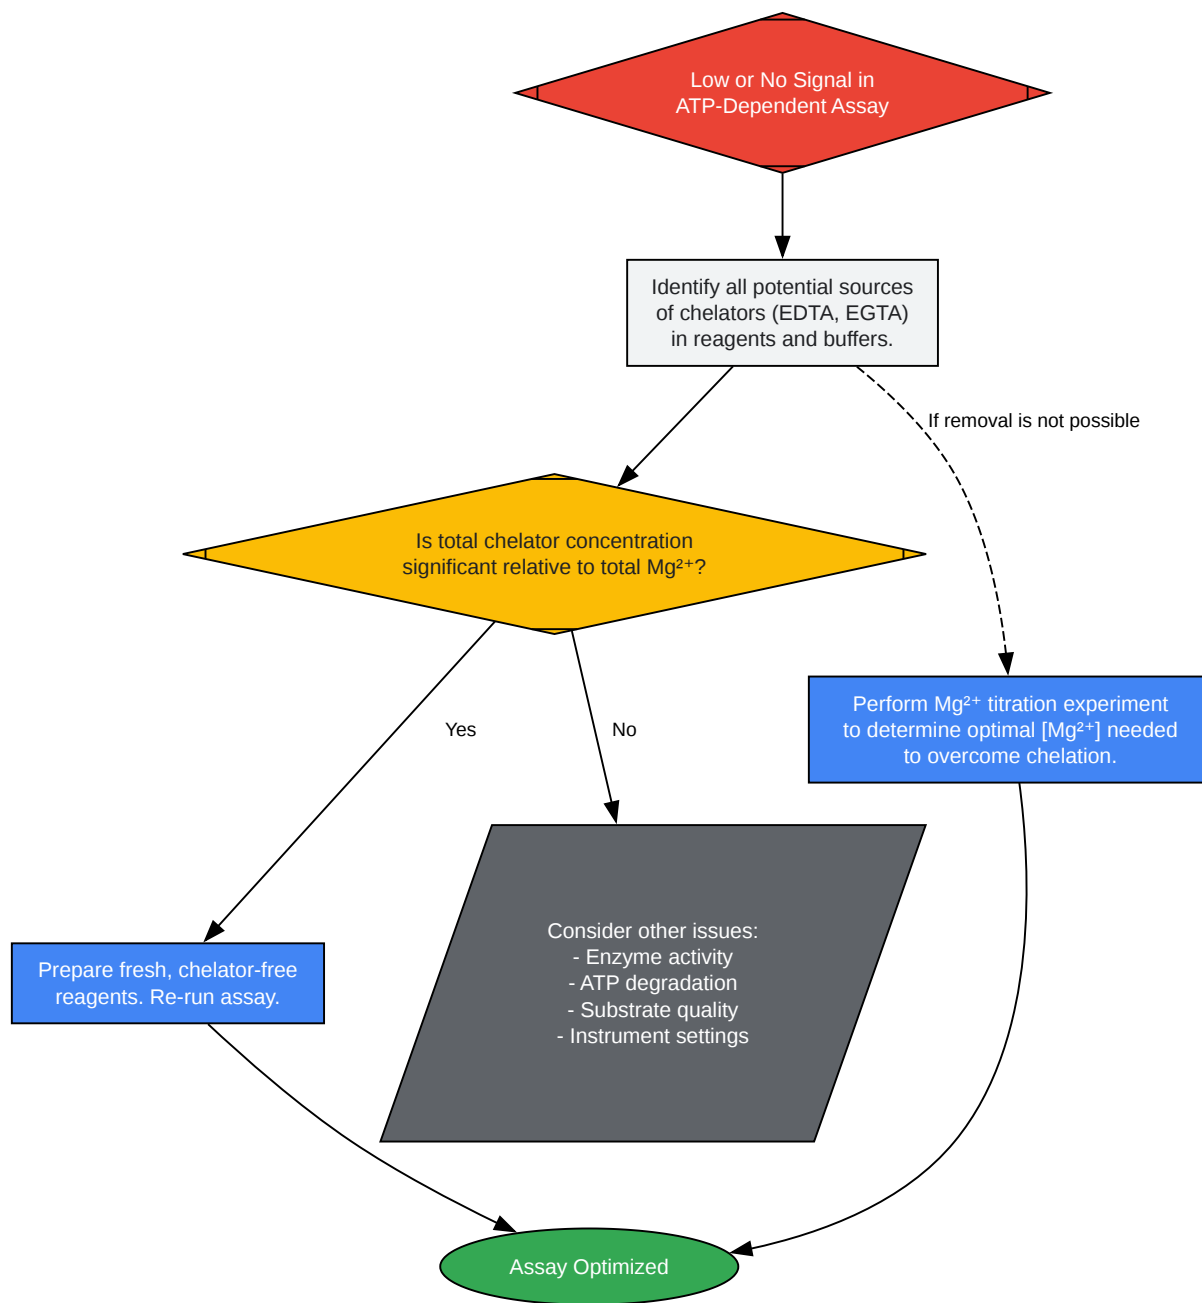 Low or No Signal in
ATP-Dependent Assay
Identify all potential sources
of chelators (EDTA, EGTA)
in reagents and buffers.
If removal is not possible
Is total chelator concentration
significant relative to total Mg²⁺?
Perform Mg²⁺ titration experiment
to determine optimal [Mg²⁺] needed
to overcome chelation.
Yes
No
Consider other issues:
- Enzyme activity
- ATP degradation
- Substrate quality
- Instrument settings
Prepare fresh, chelator-free
reagents. Re-run assay.
Assay Optimized